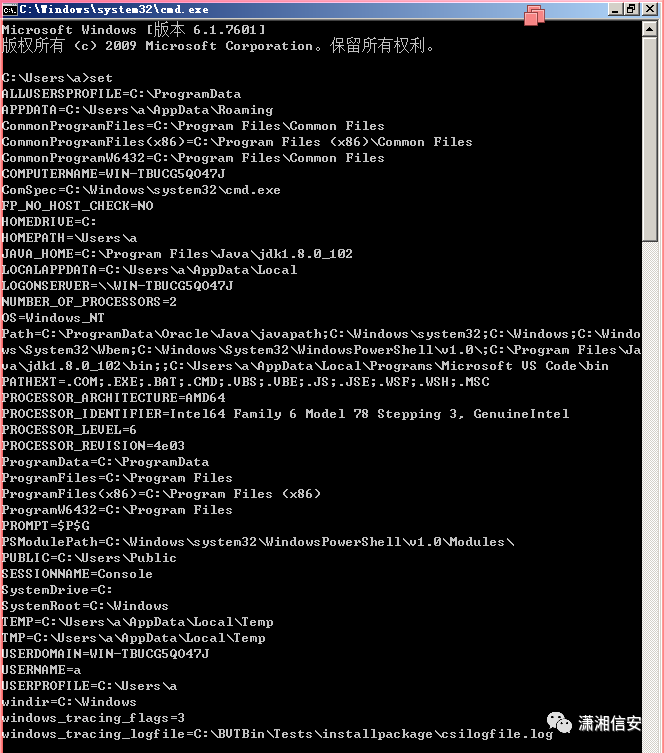 C:\Windows\system32\cmd.exe
Microsoft Windows [版本 6.1.7601]
版权所有 (c) 2009 Microsoft Corporation。保留所有权利。
C:\Users\a>set
ALLUSERSPROFILE=C:\ProgramData
APPDATA=C:\Users\a\AppData\Roaming
CommonProgramFiles=C:\Program Files\Common Files
CommonProgramFiles(x86)=C:\Program Files (x86)\Common Files
CommonProgramW6432=C:\Program Files\Common Files
COMPUTERNAME=WIN-TBUCG5QO47J
ComSpec=C:\Windows\system32\cmd.exe
FP_NO_HOST_CHECK=NO
HOMEDRIVE=C:
HOMEPATH=\Users\a
JAVA_HOME=C:\Program Files\Java\jdk1.8.0_102
LOCALAPPDATA=C:\Users\a\AppData\Local
LOGONSERVER=\\WIN-TBUCG5QO47J
NUMBER_OF_PROCESSORS=2
OS=Windows_NT
Path=C:\ProgramData\Oracle\Java\javapath;C:\Windows\system32;C:\Windows;C:\Windo
ws\System32\Wbem;C:\Windows\System32\WindowsPowerShell\v1.0\;C:\Program Files\Ja
va\jdk1.8.0_102\bin;;C:\Users\a\AppData\Local\Programs\Microsoft VS Code\bin
PATHEXT=.COM;.EXE;.BAT;.CMD;.VBS;.VBE;.JS;.JSE;.WSF;.WSH;.MSC
PROCESSOR_ARCHITECTURE=AMD64
PROCESSOR_IDENTIFIER=Intel64 Family 6 Model 78 Stepping 3, GenuineIntel
PROCESSOR_LEVEL=6
PROCESSOR_REVISION=4e03
ProgramData=C:\ProgramData
ProgramFiles=C:\Program Files
ProgramFiles(x86)=C:\Program Files (x86)
ProgramW6432=C:\Program Files
PROMPT=$P$G
PSModulePath=C:\Windows\system32\WindowsPowerShell\v1.0\Modules\
PUBLIC=C:\Users\Public
SESSIONNAME=Console
SystemDrive=C:
SystemRoot=C:\Windows
TEMP=C:\Users\a\AppData\Local\Temp
TMP=C:\Users\a\AppData\Local\Temp
USERDOMAIN=WIN-TBUCG5QO47J
USERNAME=a
USERPROFILE=C:\Users\a
windir=C:\Windows
windows_tracing_flags=3
windows_tracing_logfile=C:\BVTBin\Tests\installpackage\csilogfile.log
潇湘信安